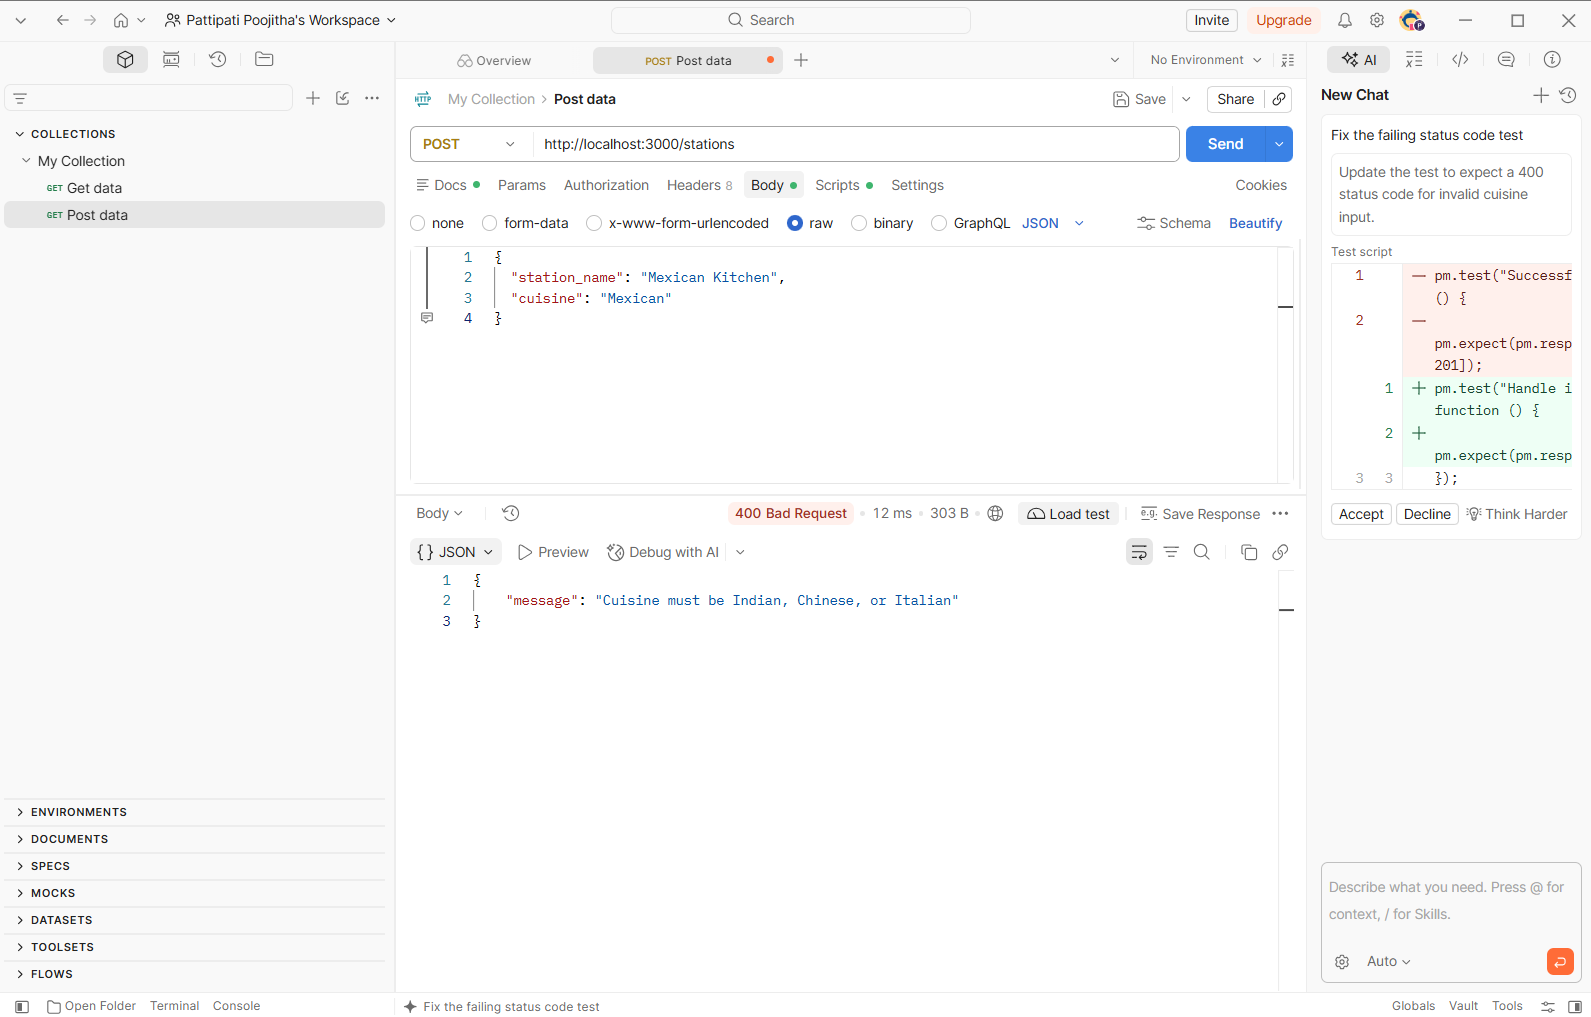 Pattipati Poojitha's Workspace
Search
Invite
Upgrade
P
Overview
POST Post data
No Environment
AI
HTTP My Collection > Post data
Save
Share
New Chat
COLLECTIONS
My Collection
GET Get data
GET Post data
POST
http://localhost:3000/stations
Send
Docs
Params
Authorization
Headers 8
Body
Scripts
Settings
Cookies
none
form-data
x-www-form-urlencoded
raw
binary
GraphQL
JSON
Schema
Beautify
1 {
2 "station_name": "Mexican Kitchen",
3 "cuisine": "Mexican"
4 }
Fix the failing status code test
Update the test to expect a 400
status code for invalid cuisine
input.
Test script
1 — pm.test("Successf
() {
2 —
pm.expect(pm.resp
201]);
1 + pm.test("Handle i
function () {
2 +
pm.expect(pm.resp
3 3 });
Accept
Decline
Think Harder
Body
400 Bad Request
12 ms
303 B
Load test
e.g. Save Response
{} JSON
Preview
Debug with AI
1 {
2 "message": "Cuisine must be Indian, Chinese, or Italian"
3 }
ENVIRONMENTS
DOCUMENTS
SPECS
MOCKS
DATASETS
TOOLSETS
FLOWS
Describe what you need. Press @ for
context, / for Skills.
Auto
Open Folder
Terminal
Console
Fix the failing status code test
Globals
Vault
Tools